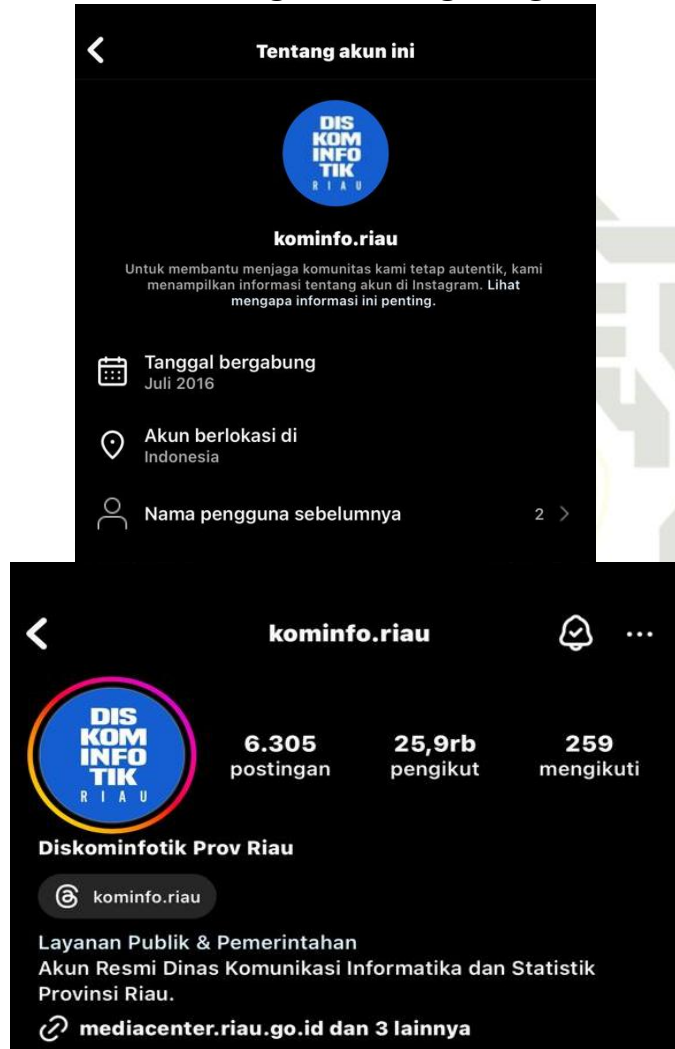 Tentang akun ini
DIS
KOM
INFO
TIK
RIAU
kominfo.riau
Untuk membantu menjaga komunitas kami tetap autentik, kami
menampilkan informasi tentang akun di Instagram. Lihat
mengapa informasi ini penting.
Tanggal bergabung
Juli 2016
Akun berlokasi di
Indonesia
Nama pengguna sebelumnya 2
kominfo.riau
DIS
KOM
INFO
TIK
RIAU
6.305 25,9rb 259
postingan pengikut mengikuti
Diskominfotik Prov Riau
kominfo.riau
Layanan Publik & Pemerintahan
Akun Resmi Dinas Komunikasi Informatika dan Statistik
Provinsi Riau.
mediacenter.riau.go.id dan 3 lainnya